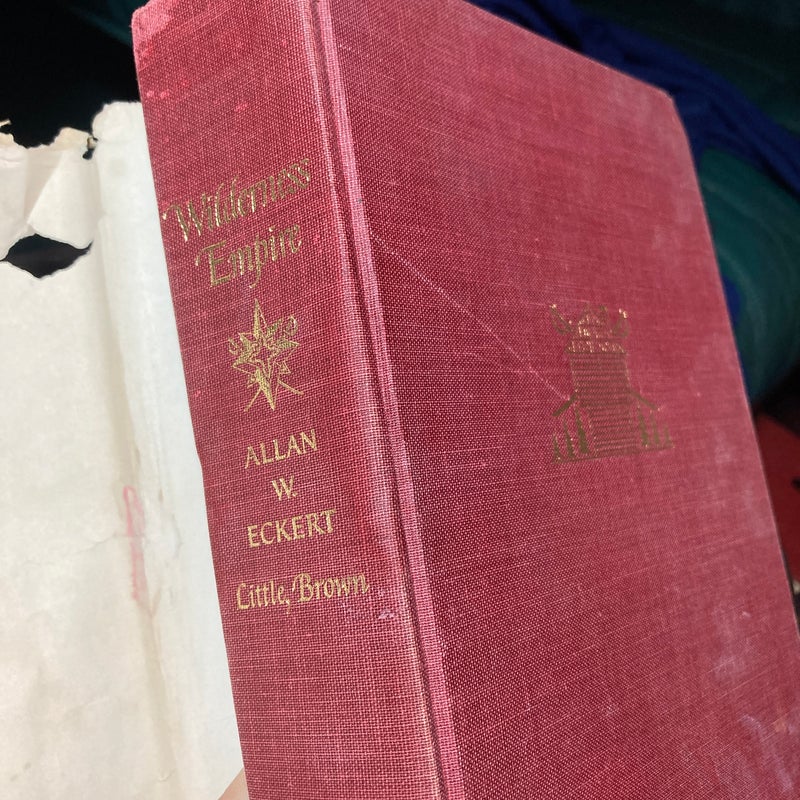 Wilderness
Empire
ALLAN
W.
ECKERT
Little, Brown